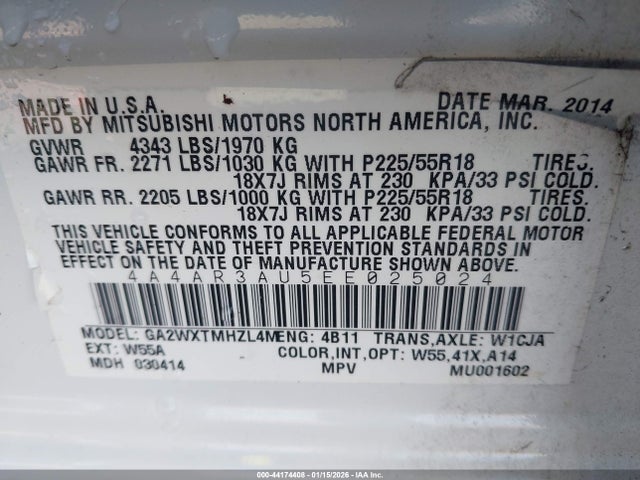 MADE IN U.S.A. DATE MAR. 2014
MFD BY MITSUBISHI MOTORS NORTH AMERICA, INC.
GVWR 4343 LBS/1970 KG
GAWR FR. 2271 LBS/1030 KG WITH P225/55R18 TIRES.
18X7J RIMS AT 230 KPA/33 PSI COLD.
GAWR RR. 2205 LBS/1000 KG WITH P225/55R18 TIRES.
18X7J RIMS AT 230 KPA/33 PSI COLD.
THIS VEHICLE CONFORMS TO ALL APPLICABLE FEDERAL MOTOR
VEHICLE SAFETY AND THEFT PREVENTION STANDARDS IN
EFFECT ON THE DATE OF MANUFACTURE SHOWN ABOVE.
4A4AR3AU5EE025024
MODEL: GA2WXTMHZL4M ENG: 4B11 TRANS,AXLE: W1CJA
EXT: W55A COLOR,INT,OPT: W55,41X,A14
MDH 030414 MPV MU001602
000-44174408 - 01/15/2026 - IAA Inc.